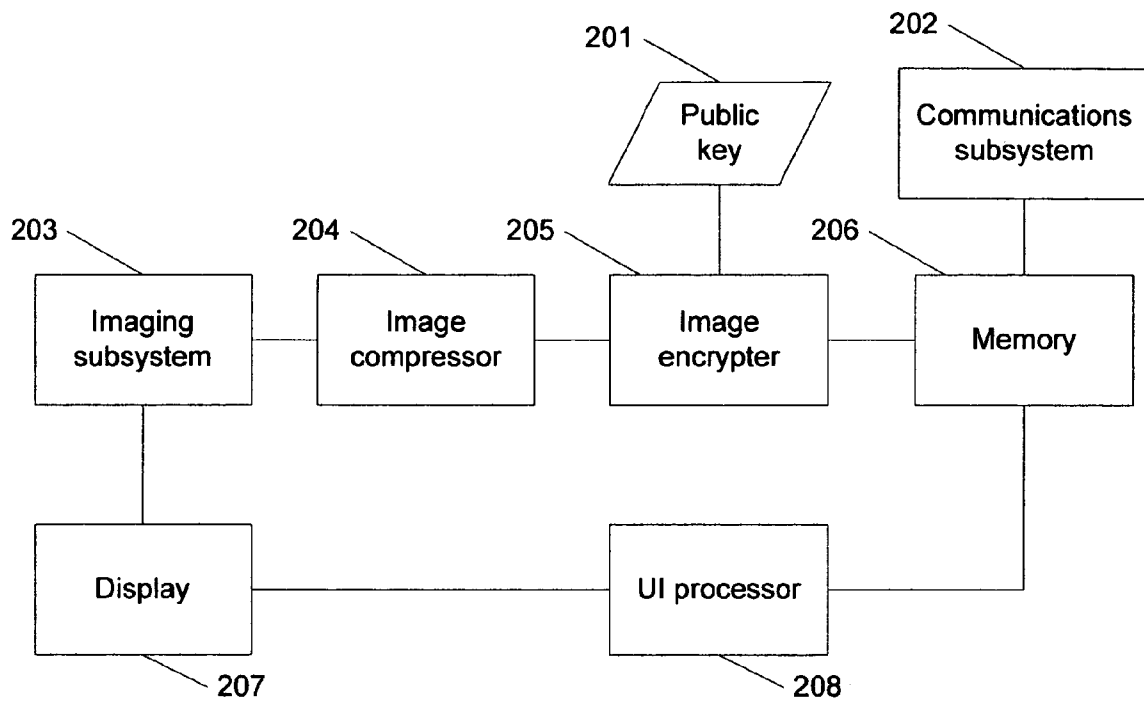 201
202
Public
key
Communications
subsystem
203
204
205
206
Imaging
subsystem
Image
compressor
Image
encrypter
Memory
Display
UI processor
207
208